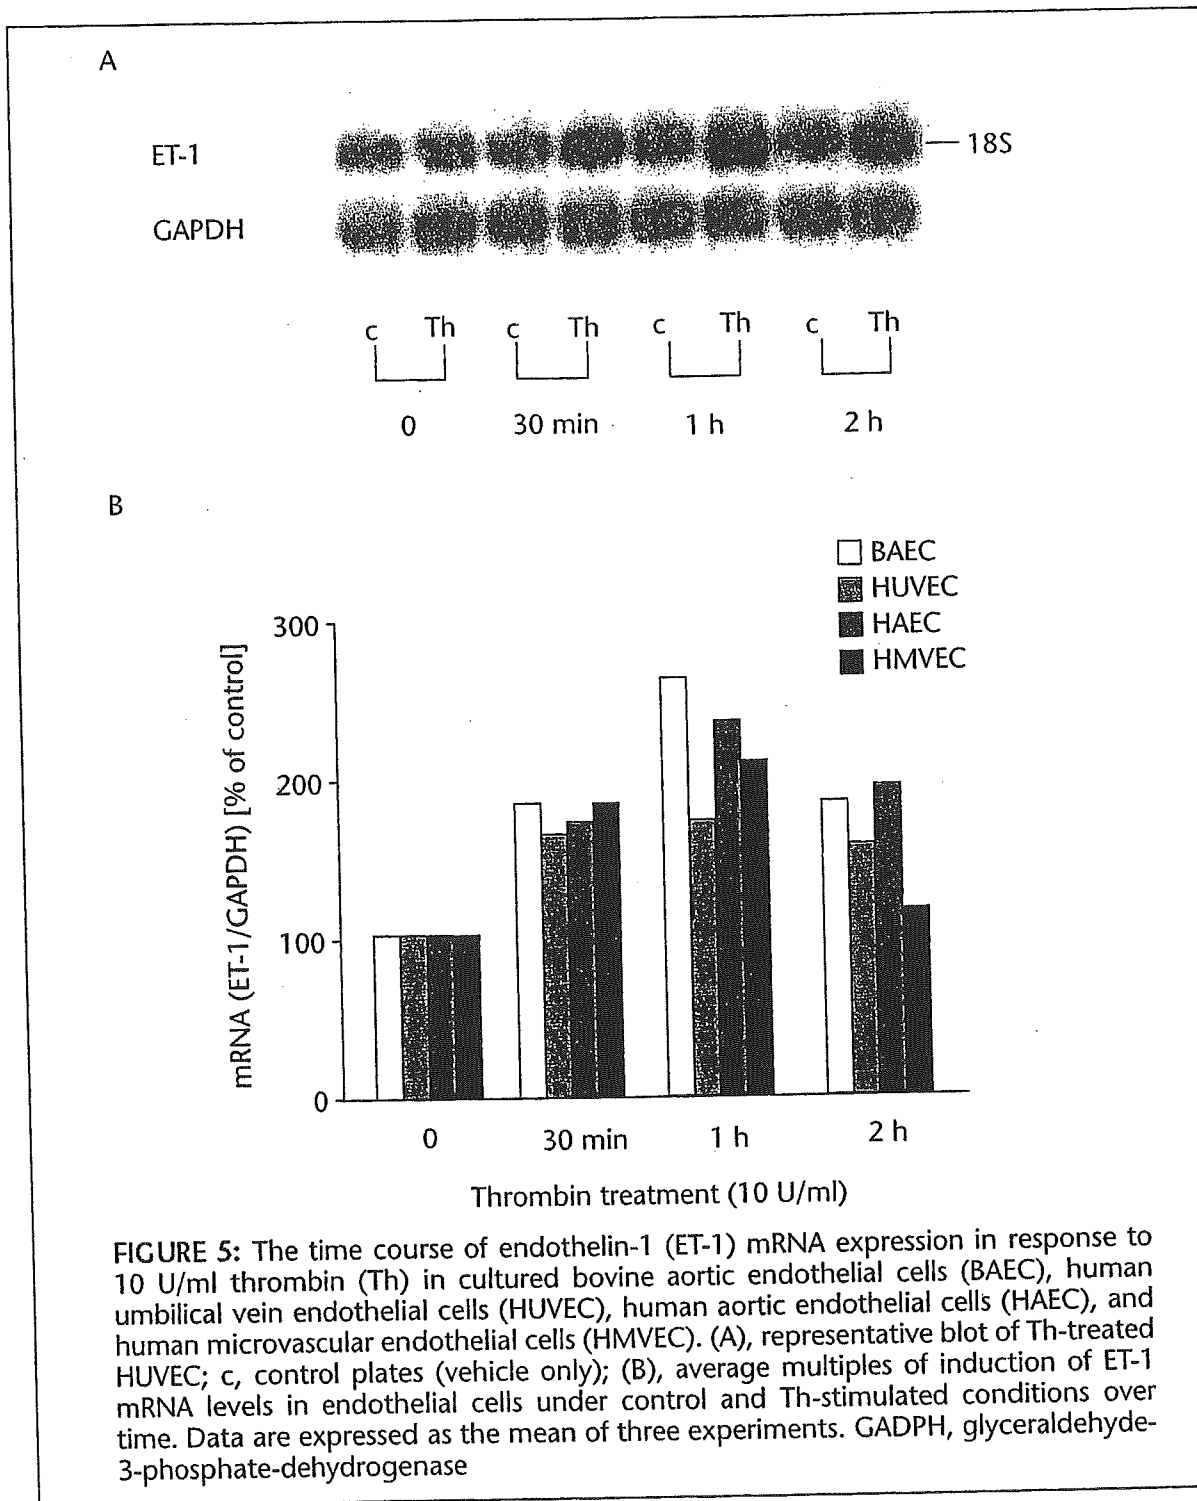 A
ET-1
18S
GAPDH
c Th c Th c Th c Th
0 30 min 1 h 2 h
B
BAEC
HUVEC
HAEC
HMVEC
mRNA (ET-1/GAPDH) [% of control]
300
200
100
0
0 30 min 1 h 2 h
Thrombin treatment (10 U/ml)
FIGURE 5: The time course of endothelin-1 (ET-1) mRNA expression in response to
10 U/ml thrombin (Th) in cultured bovine aortic endothelial cells (BAEC), human
umbilical vein endothelial cells (HUVEC), human aortic endothelial cells (HAEC), and
human microvascular endothelial cells (HMVEC). (A), representative blot of Th-treated
HUVEC; c, control plates (vehicle only); (B), average multiples of induction of ET-1
mRNA levels in endothelial cells under control and Th-stimulated conditions over
time. Data are expressed as the mean of three experiments. GADPH, glyceraldehyde-
3-phosphate-dehydrogenase